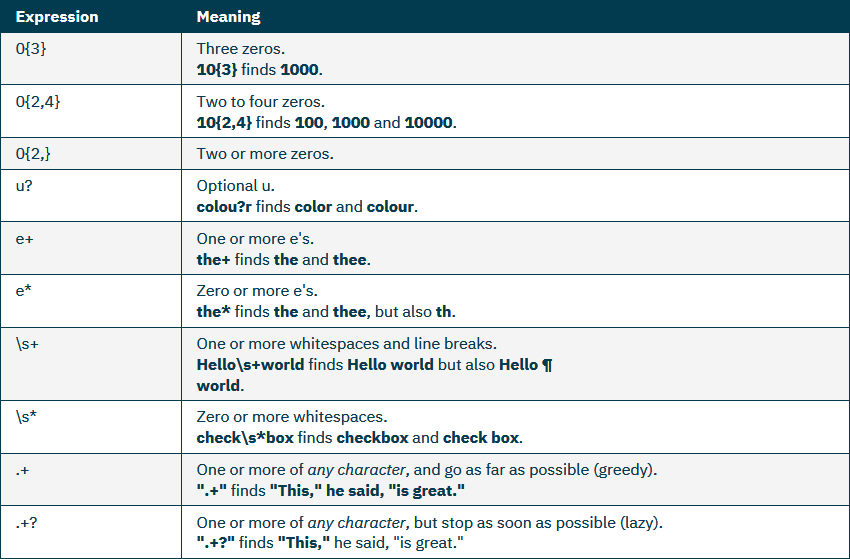 Expression Meaning
0{3} Three zeros.
10{3} finds 1000.
0{2,4} Two to four zeros.
10{2,4} finds 100, 1000 and 10000.
0{2,} Two or more zeros.
u? Optional u.
colou?r finds color and colour.
e+ One or more e's.
the+ finds the and thee.
e* Zero or more e's.
the* finds the and thee, but also th.
\s+ One or more whitespaces and line breaks.
Hello\s+world finds Hello world but also Hello ¶
world.
\s* Zero or more whitespaces.
check\s*box finds checkbox and check box.
.+ One or more of any character, and go as far as possible (greedy).
".+" finds "This," he said, "is great."
.+? One or more of any character, but stop as soon as possible (lazy).
".+?" finds "This," he said, "is great."